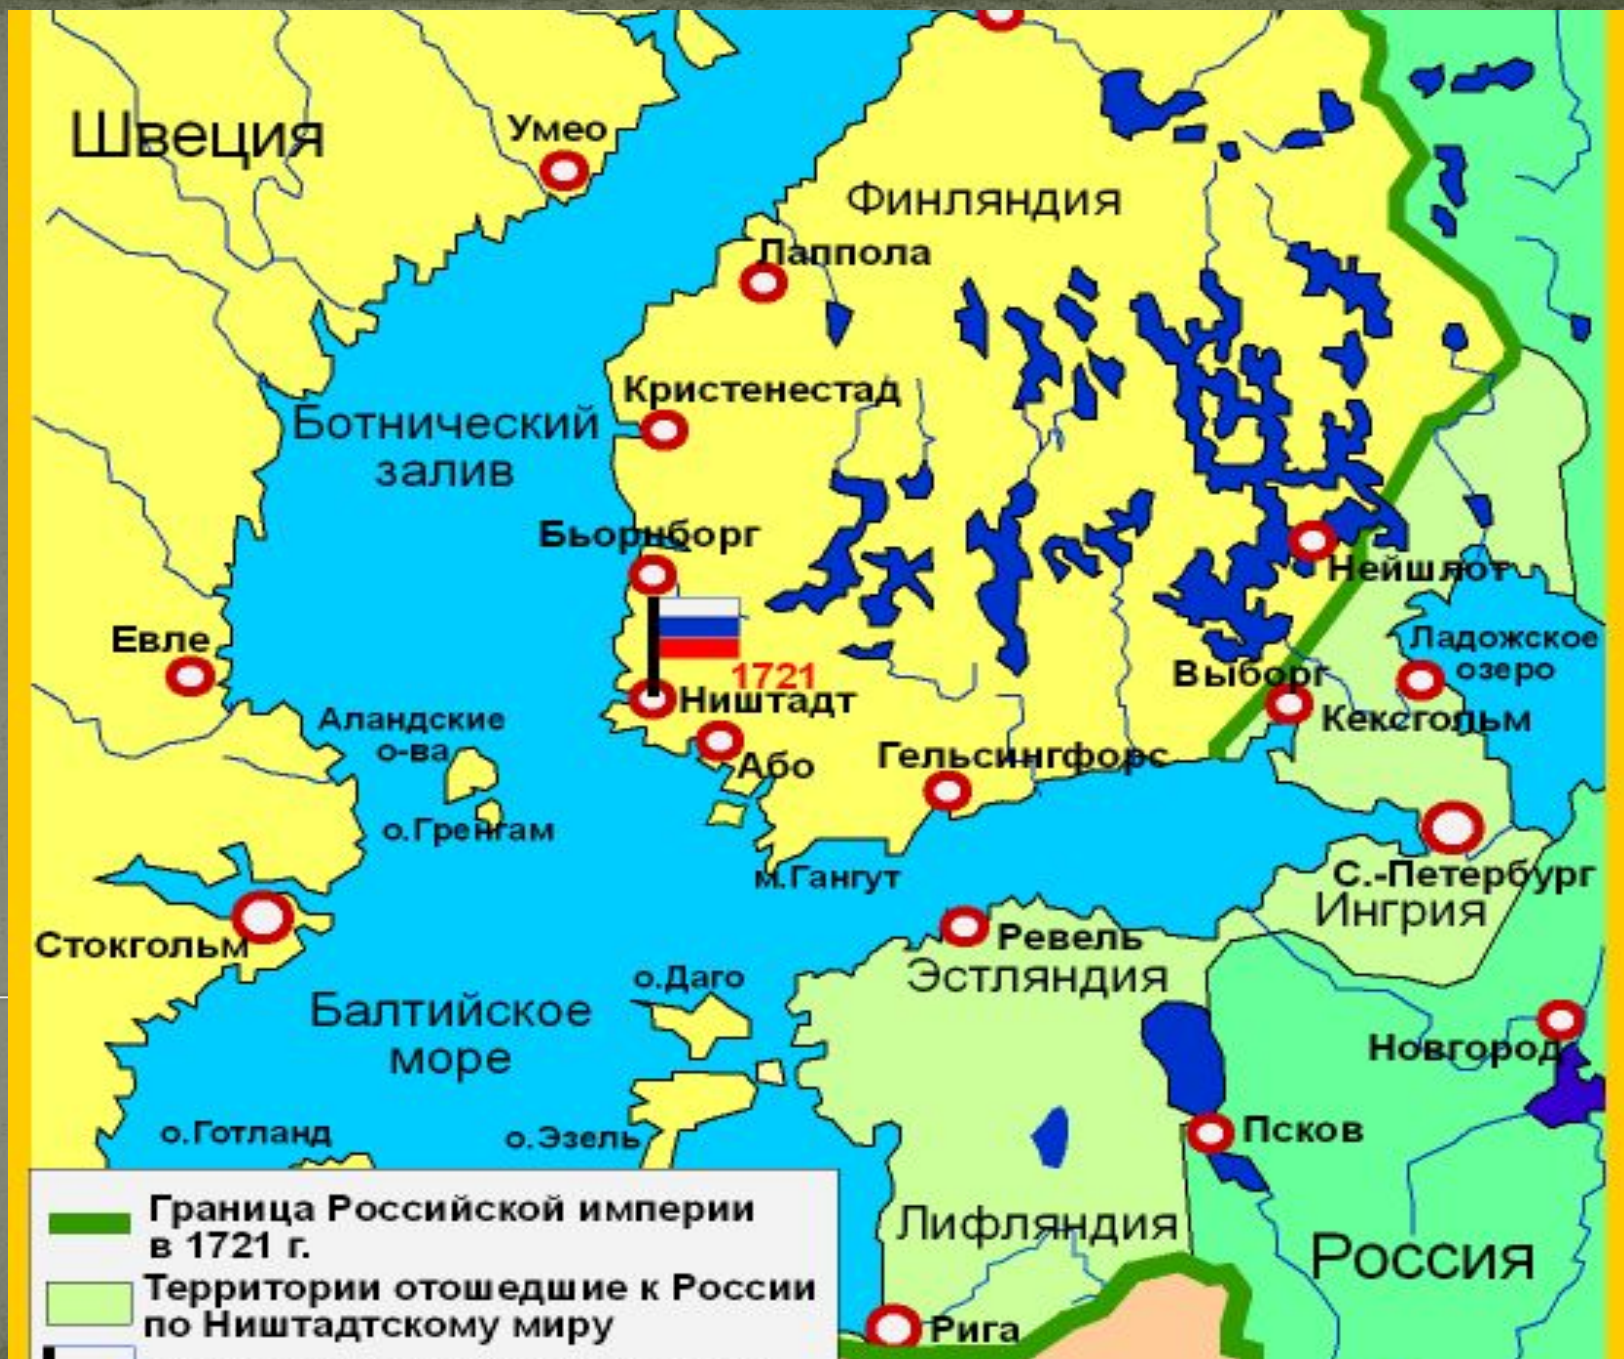 Швеция
Умео
Финляндия
Лаппола
Кристенестад
Ботнический
залив
Бьорнборг
Нейшлот
Евле
1721
Ништадт
Выборг
Ладожское
озеро
Кексгольм
Аландские
о-ва
Або
Гельсингфорс
о.Гренгам
м.Гангут
С.-Петербург
Ингрия
Стокгольм
Ревель
Эстляндия
о.Даго
Балтийское
море
Новгород
о.Готланд
о.Эзель
Псков
Лифляндия
Россия
Рига
Граница Российской империи
в 1721 г.
Территории отошедшие к России
по Ништадтскому миру